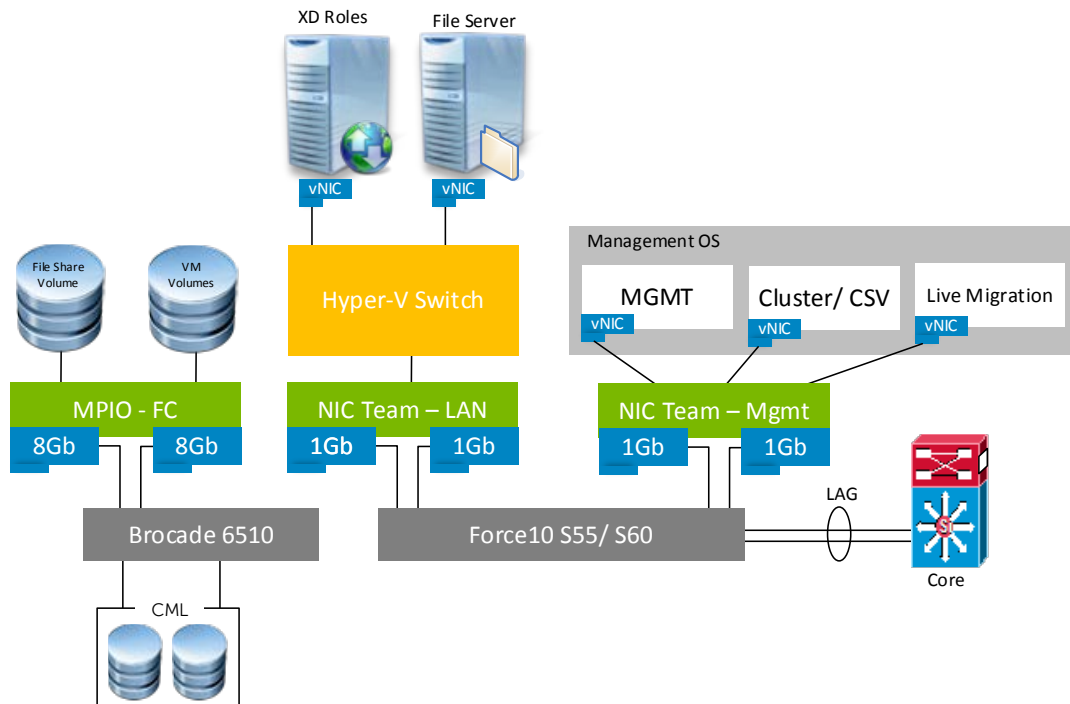 XD Roles
File Server
vNIC
vNIC
File Share
Volume
VM
Volumes
Hyper-V Switch
Management OS
MGMT
vNIC
Cluster/ CSV
vNIC
Live Migration
vNIC
MPIO - FC
8Gb
8Gb
NIC Team – LAN
1Gb
1Gb
NIC Team – Mgmt
1Gb
1Gb
Brocade 6510
Force10 S55/ S60
LAG
Si
Core
CML